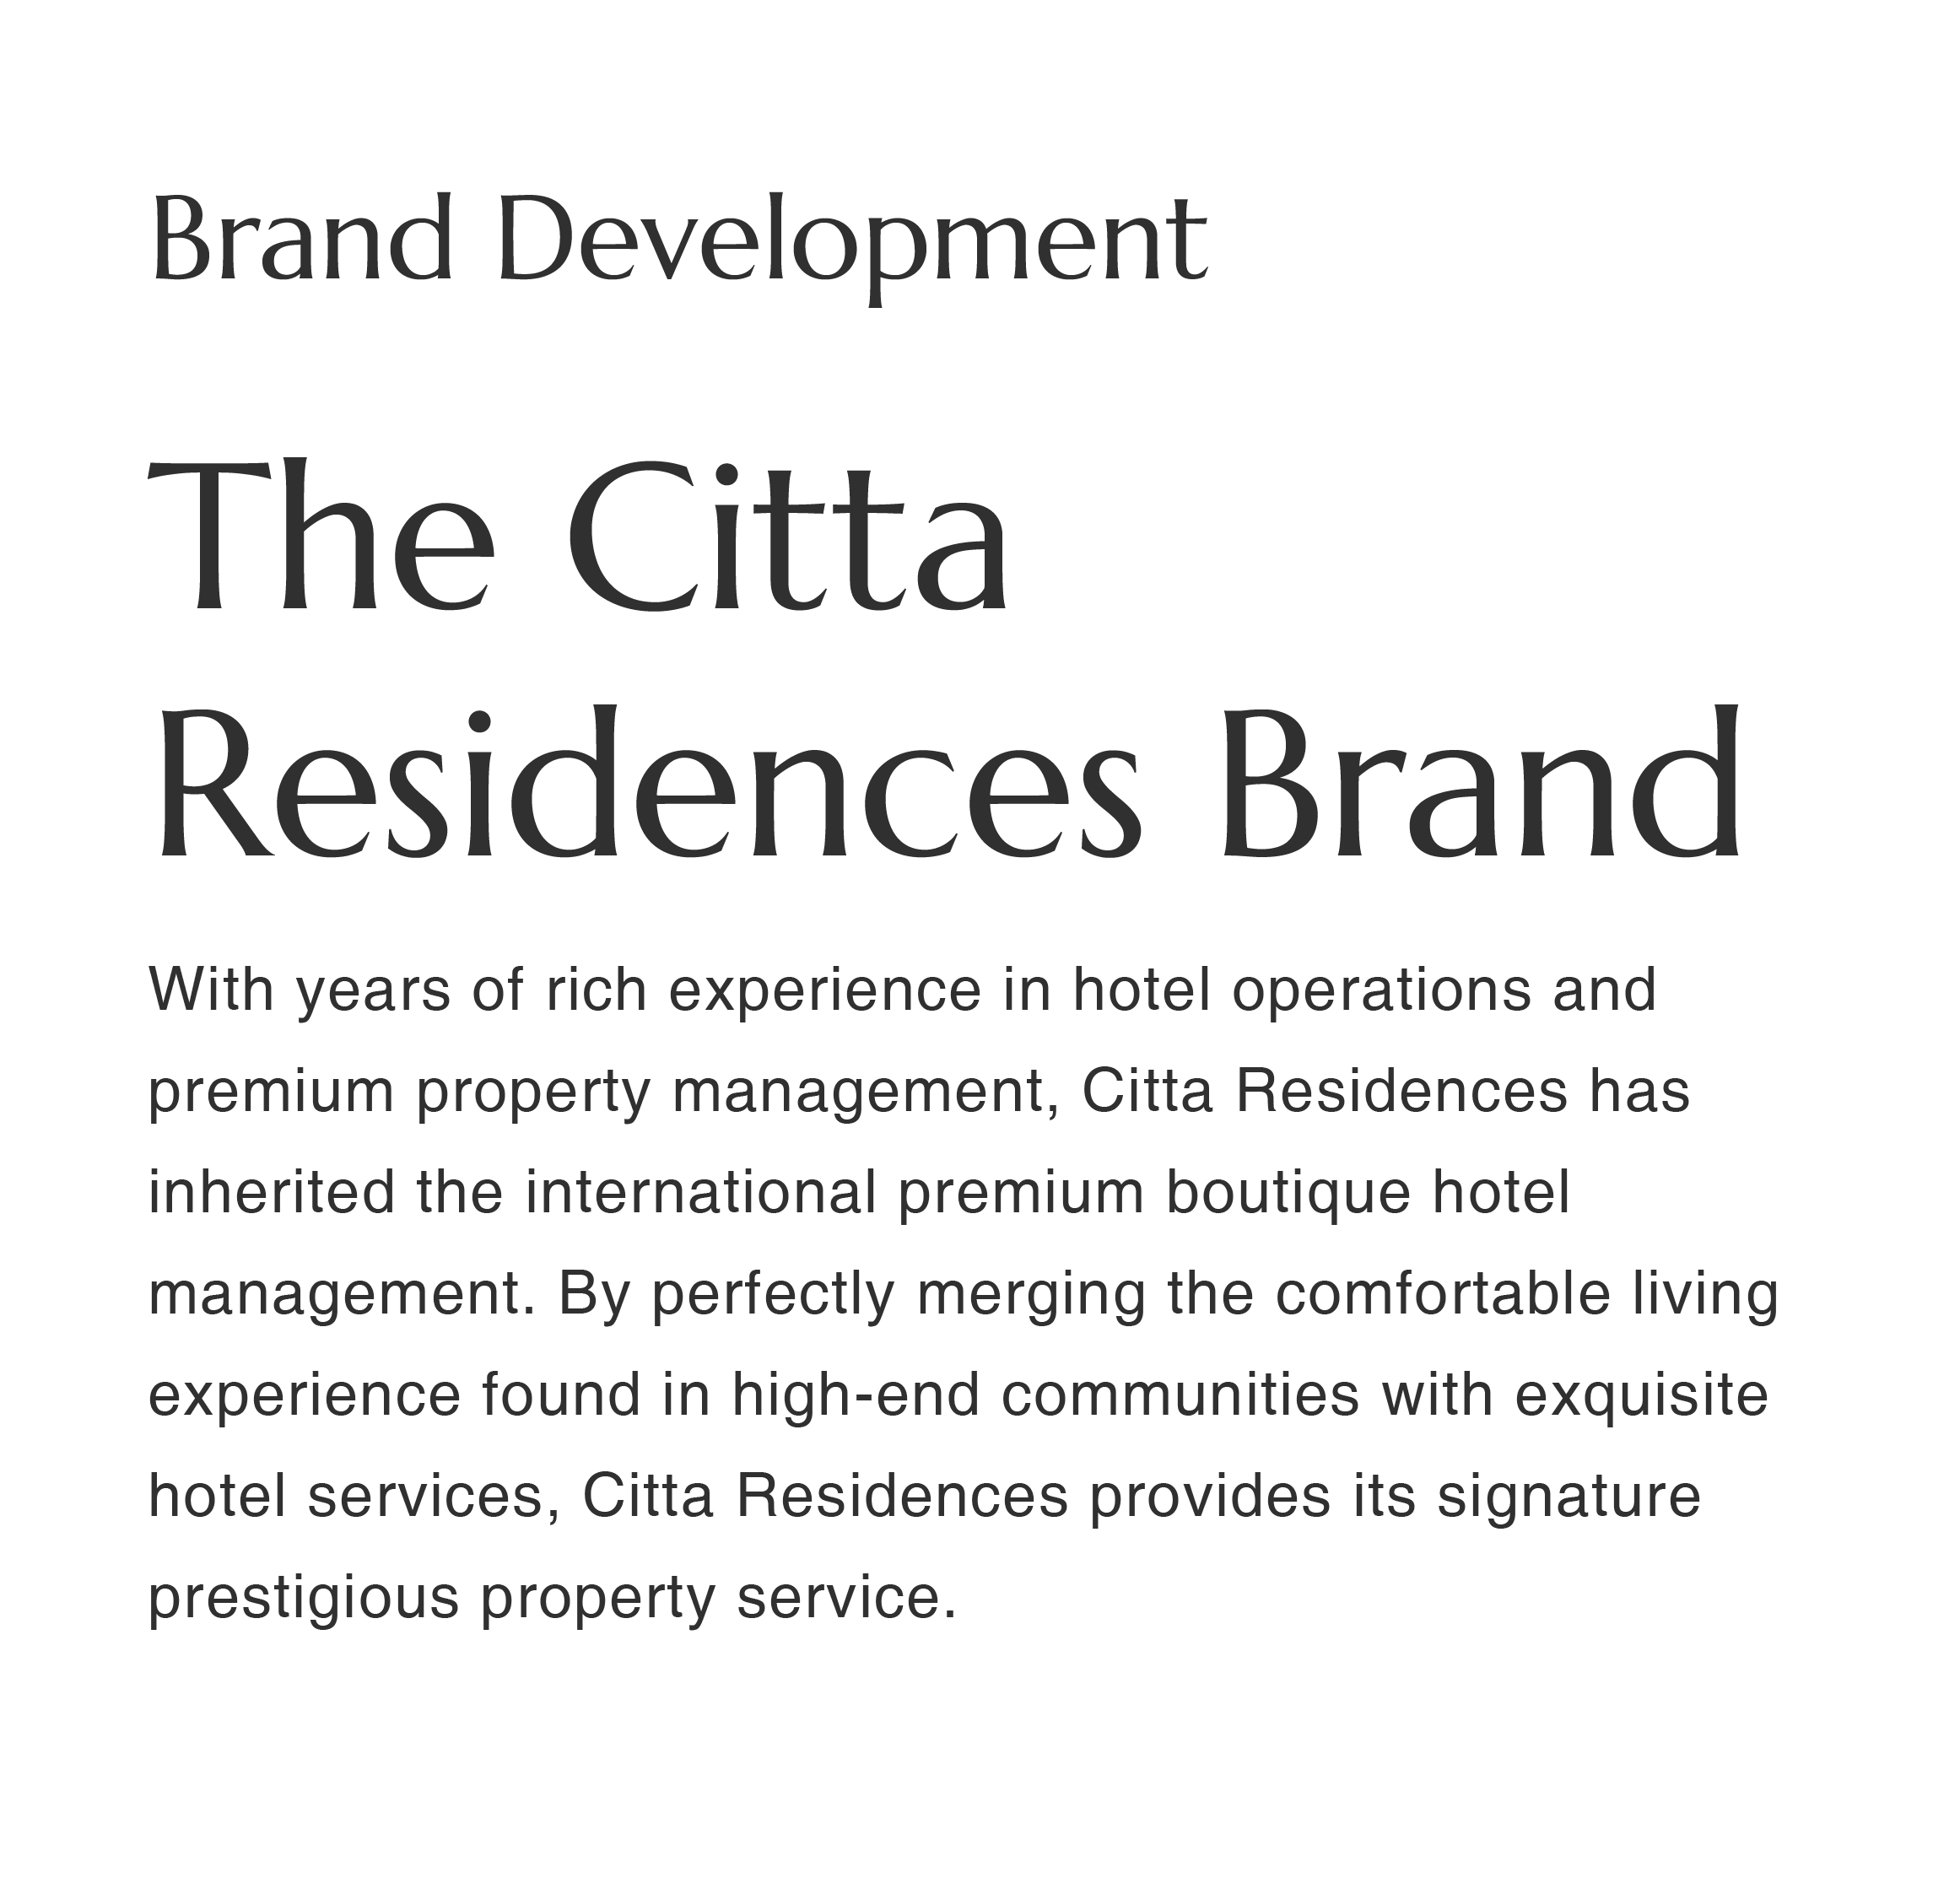 Brand Development
The Citta
Residences Brand
With years of rich experience in hotel operations and
premium property management, Citta Residences has
inherited the international premium boutique hotel
management. By perfectly merging the comfortable living
experience found in high-end communities with exquisite
hotel services, Citta Residences provides its signature
prestigious property service.